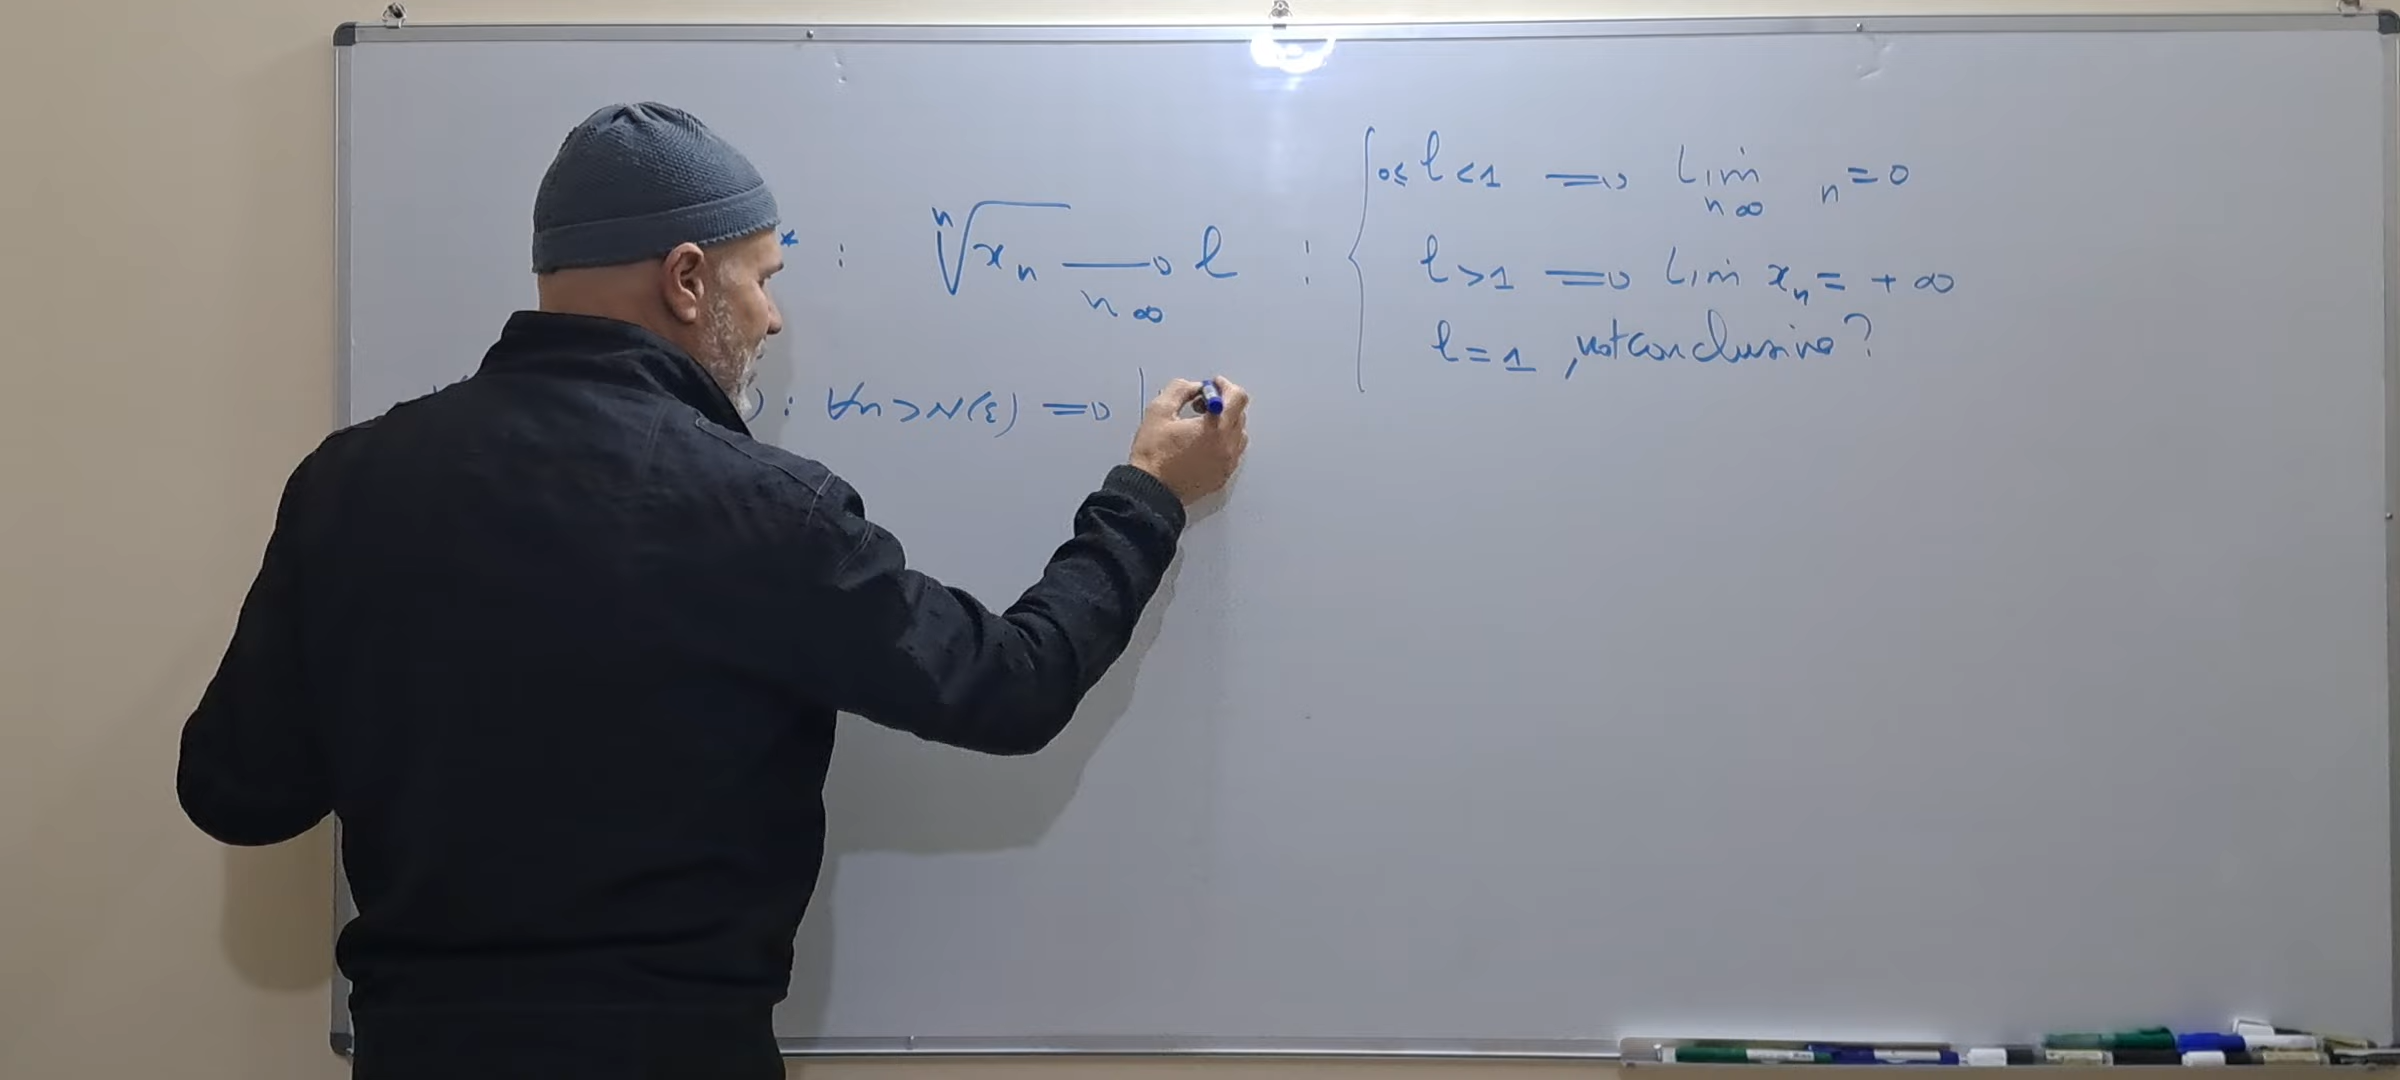 * : ⁿ√xₙ ⟶ l : { 0≤ l < 1 ⟹ Lim ₙ = 0
n∞ n∞
l > 1 ⟹ Lim xₙ = + ∞
l = 1 , not conclusive ?
) : ∀n > N(ε) ⟹ |